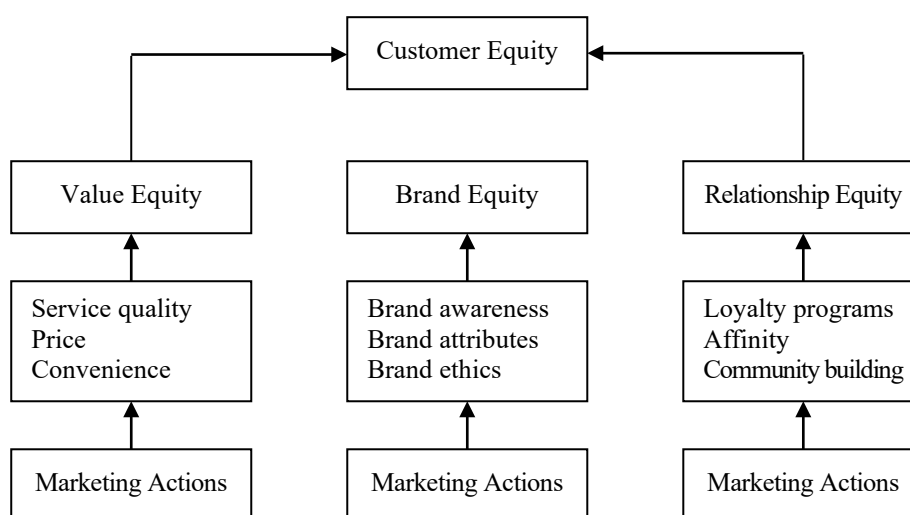 Customer Equity
Value Equity
Brand Equity
Relationship Equity
Service quality
Price
Convenience
Brand awareness
Brand attributes
Brand ethics
Loyalty programs
Affinity
Community building
Marketing Actions
Marketing Actions
Marketing Actions